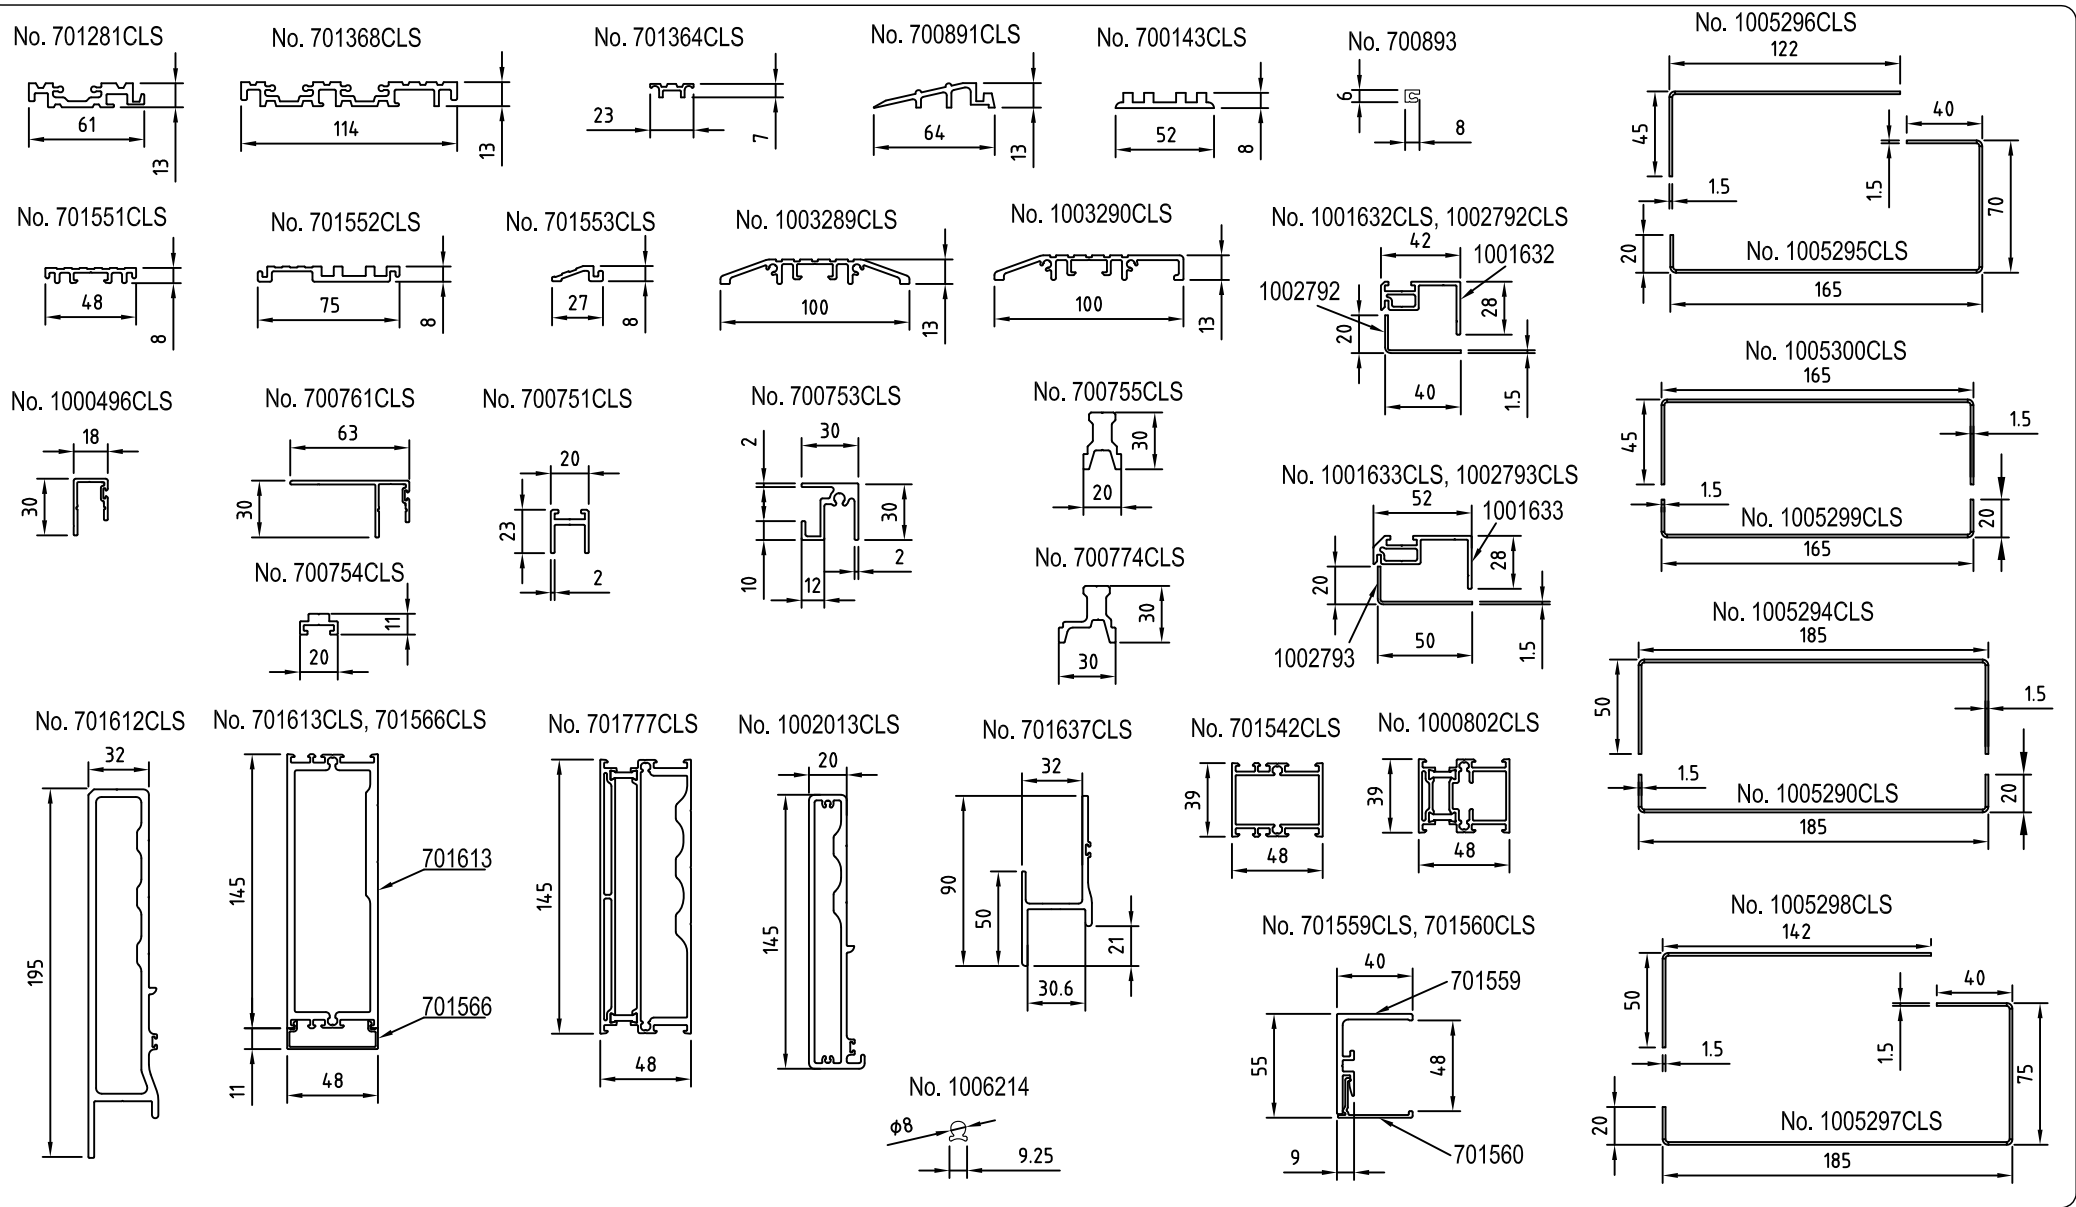 No. 701281CLS
61
13
No. 701368CLS
114
13
No. 701364CLS
23
7
No. 700891CLS
64
13
No. 700143CLS
52
8
No. 700893
6
8
No. 1005296CLS
122
45
1.5
40
1.5
70
20
No. 1005295CLS
165
No. 701551CLS
48
8
No. 701552CLS
75
8
No. 701553CLS
27
8
No. 1003289CLS
100
13
No. 1003290CLS
100
13
No. 1001632CLS, 1002792CLS
42
1001632
1002792
28
20
40
1.5
No. 1005300CLS
165
45
1.5
1.5
No. 1005299CLS
20
165
No. 1000496CLS
18
30
No. 700761CLS
63
30
No. 700751CLS
20
23
2
No. 700753CLS
2
30
30
10
12
2
No. 700755CLS
30
20
No. 1001633CLS, 1002793CLS
52
1001633
28
20
50
1002793
1.5
No. 700754CLS
11
20
No. 700774CLS
30
30
No. 1005294CLS
185
50
1.5
1.5
No. 1005290CLS
20
185
No. 701612CLS
32
195
No. 701613CLS, 701566CLS
145
701613
701566
11
48
No. 701777CLS
145
48
No. 1002013CLS
20
145
No. 701637CLS
32
90
50
21
30.6
No. 701542CLS
39
48
No. 1000802CLS
39
48
No. 1006214
ϕ8
9.25
No. 701559CLS, 701560CLS
40
701559
55
48
9
701560
No. 1005298CLS
142
50
1.5
40
1.5
75
20
No. 1005297CLS
185